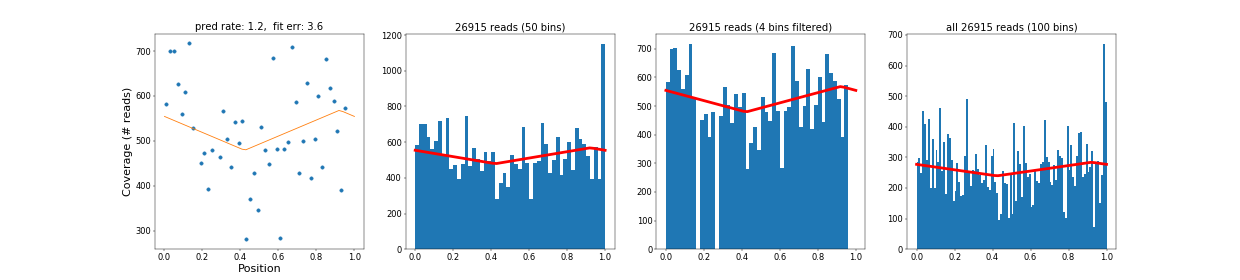 pred rate: 1.2,  fit err: 3.6
Coverage (# reads)
700
600
500
400
300
0.0 0.2 0.4 0.6 0.8 1.0
Position
26915 reads (50 bins)
1200
1000
800
600
400
200
0
0.0 0.2 0.4 0.6 0.8 1.0
26915 reads (4 bins filtered)
700
600
500
400
300
200
100
0
0.0 0.2 0.4 0.6 0.8 1.0
all 26915 reads (100 bins)
700
600
500
400
300
200
100
0
0.0 0.2 0.4 0.6 0.8 1.0